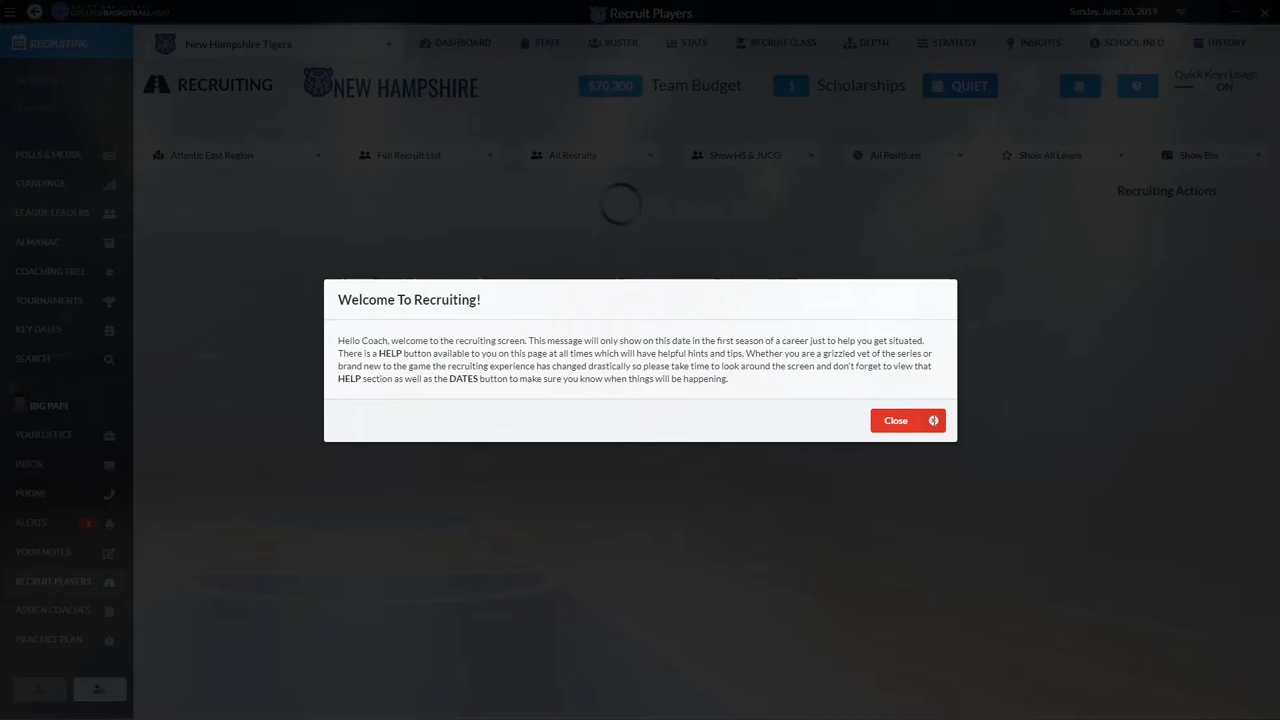 Recruit Players
Sunday, June 26, 2019
RECRUITING
New Hampshire Tigers
DASHBOARD
STAFF
ROSTER
STATS
RECRUIT CLASS
DEPTH
STRATEGY
INSIGHTS
SCHOOL INFO
HISTORY
RECRUITING
NEW HAMPSHIRE
$70,300 Team Budget
1 Scholarships
QUIET
Quick Keys Usage
ON
Atlantic East Region
Full Recruit List
All Recruits
Show HS & JUCO
All Positions
Show All Levels
Show Bio
Recruiting Actions
POLLS & MEDIA
STANDINGS
LEAGUE LEADERS
ALMANAC
COACHING TREE
TOURNAMENTS
KEY DATES
SEARCH
BIG PAPI
YOUR OFFICE
INBOX
PHONE
ALERTS 2
YOUR NOTES
RECRUIT PLAYERS
ASSIGN COACHES
PRACTICE PLAN
Welcome To Recruiting!
Hello Coach, welcome to the recruiting screen. This message will only show on this date in the first season of a career just to help you get situated.
There is a HELP button available to you on this page at all times which will have helpful hints and tips. Whether you are a grizzled vet of the series or
brand new to the game the recruiting experience has changed drastically so please take time to look around the screen and don't forget to view that
HELP section as well as the DATES button to make sure you know when things will be happening.
Close